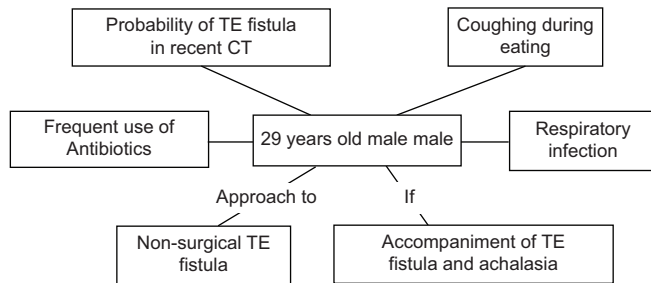 Probability of TE fistula
in recent CT
Coughing during
eating
Frequent use of
Antibiotics
29 years old male male
Respiratory
infection
Approach to
If
Non-surgical TE
fistula
Accompaniment of TE
fistula and achalasia